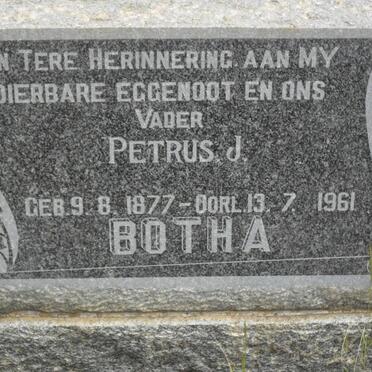 N TERE HERINNERING AAN MY
DIERBARE EGGENOOT EN ONS
VADER
PETRUS. J.
GEB. 9. 8. 1877 - OORL. 13. 7. 1961
BOTHA